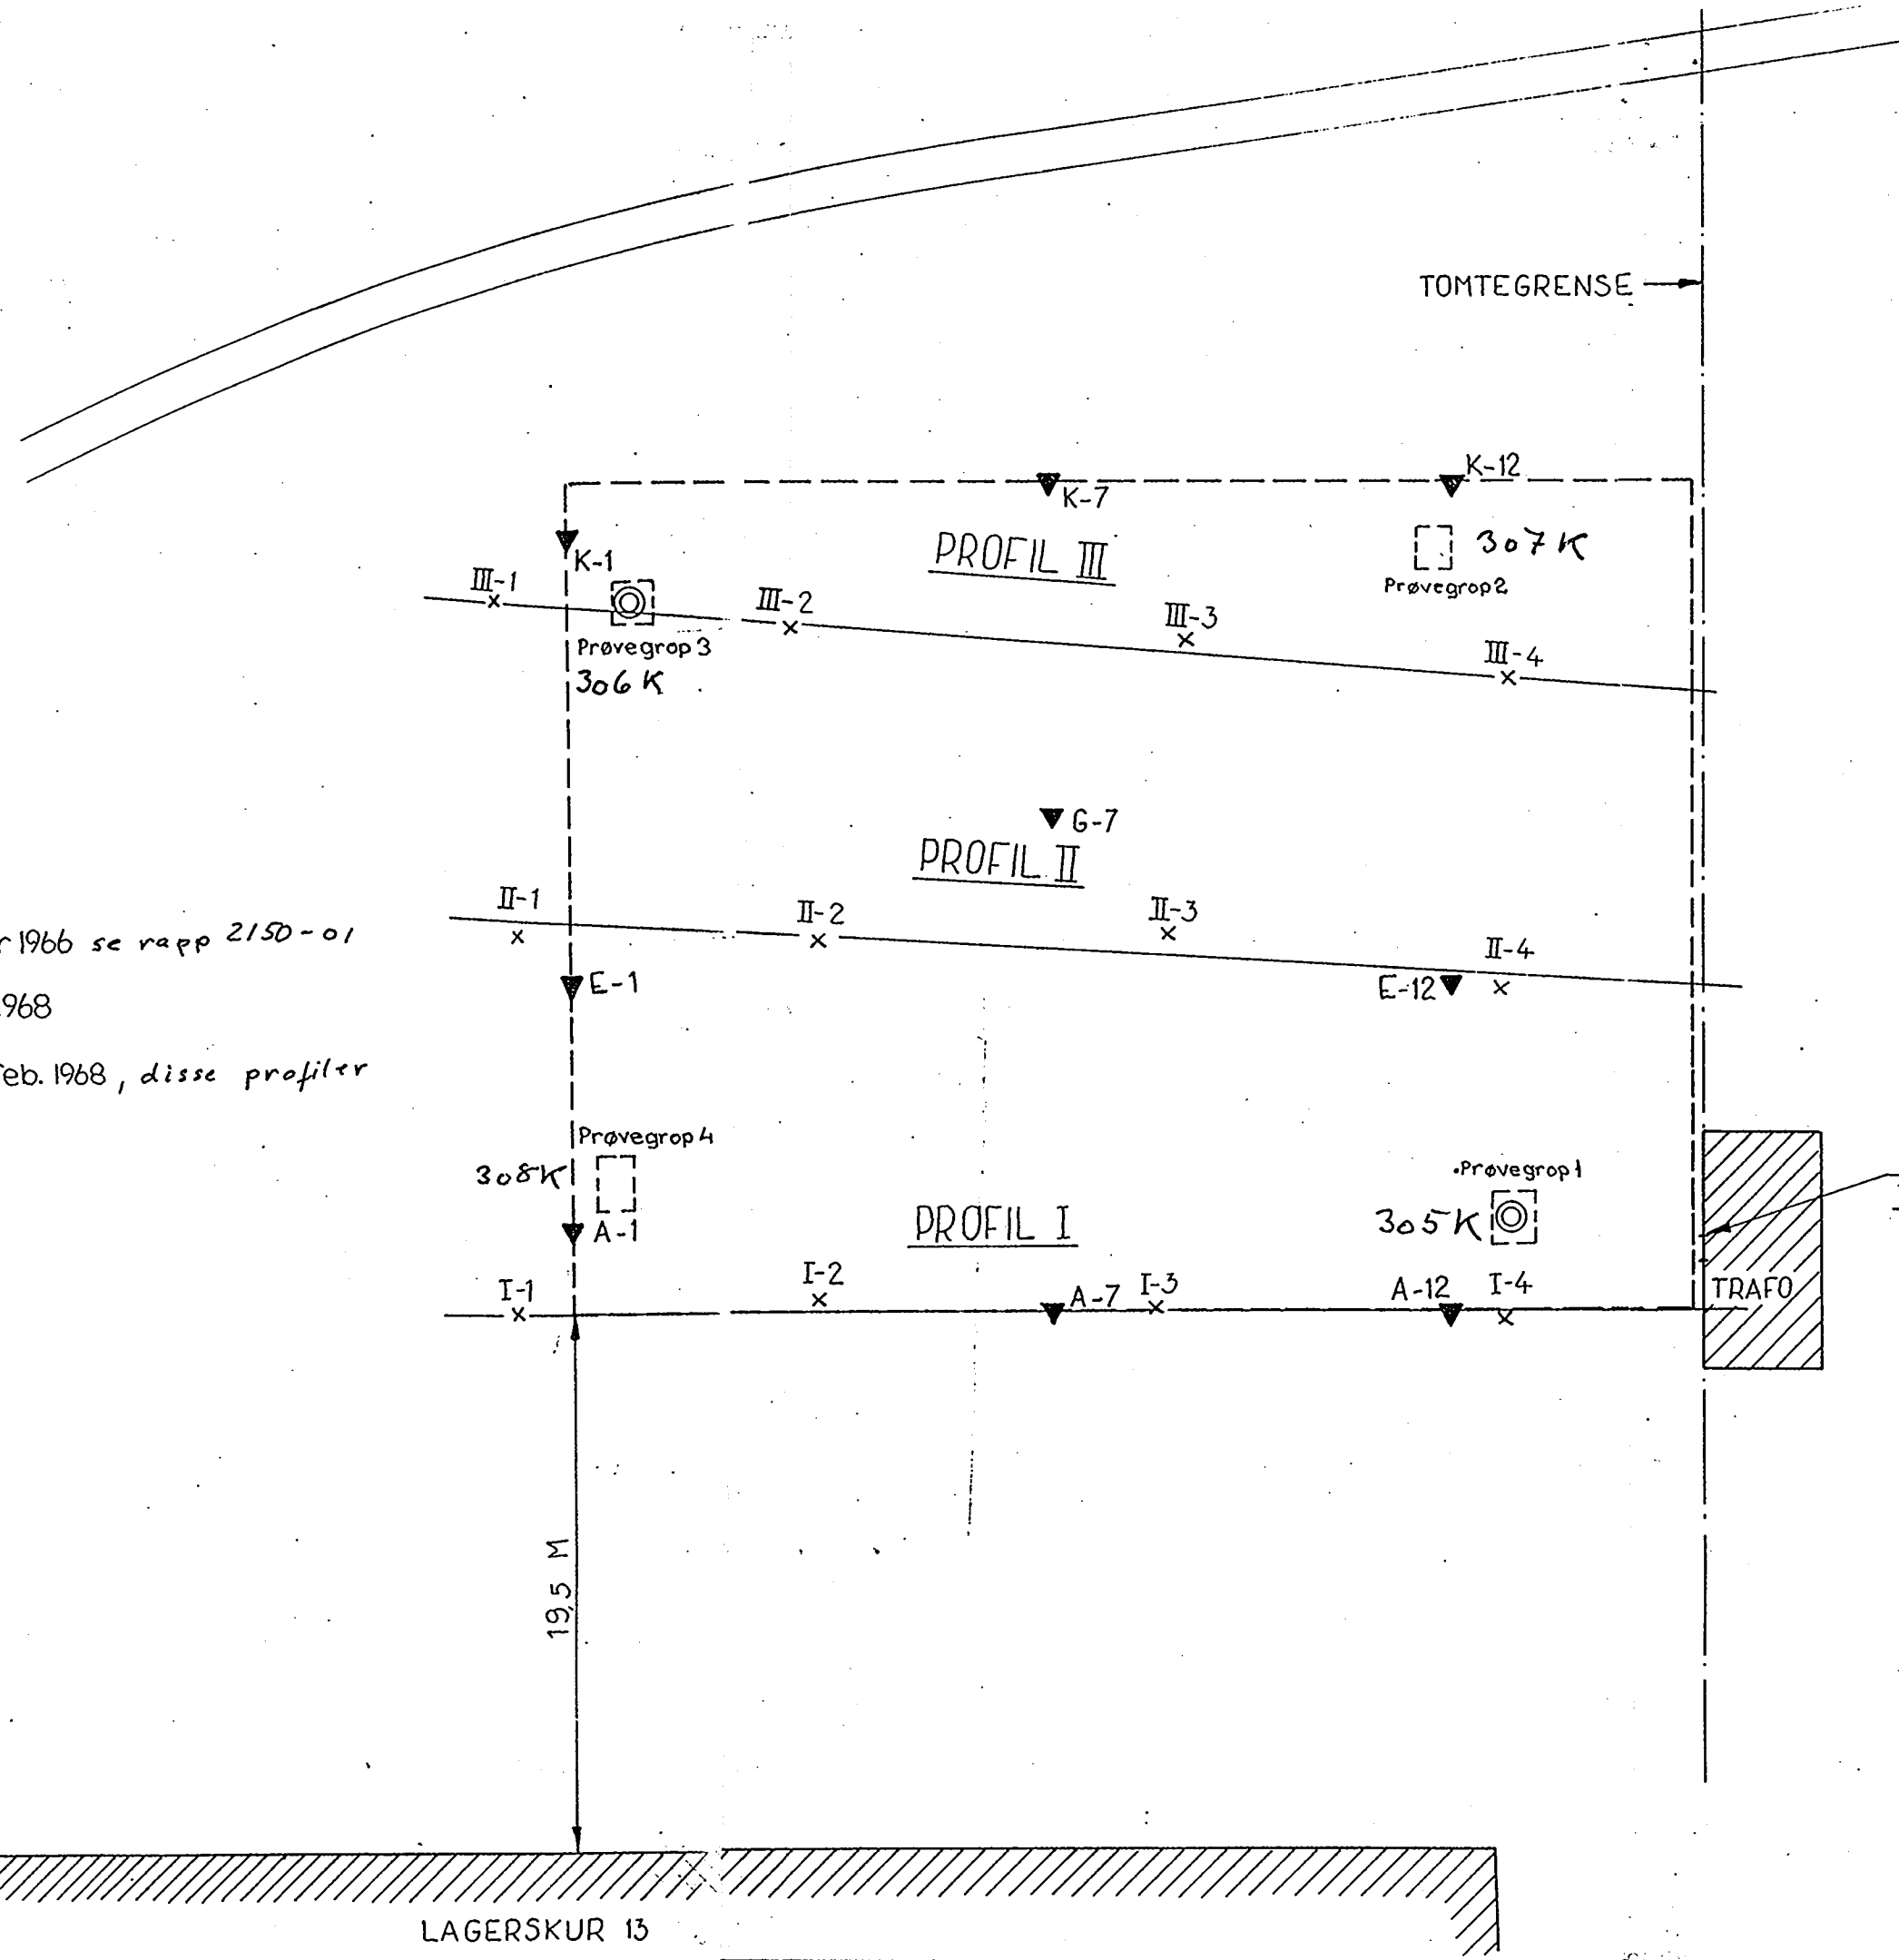 TOMTEGRENSE
K-12
K-7
307 K
PROFIL III
Prøvegrop 2
K-1
III-1
III-2
III-3
III-4
Prøvegrop 3
306 K
G-7
PROFIL II
II-1
II-2
II-3
II-4
1966 se rapp 2150-01
E-1
E-12
1968
feb. 1968, disse profiler
Prøvegrop 4
308 K
Prøvegrop 1
305 K
A-1
PROFIL I
I-1
I-2
A-7
I-3
A-12
I-4
TRAFO
19,5 M
LAGERSKUR 13